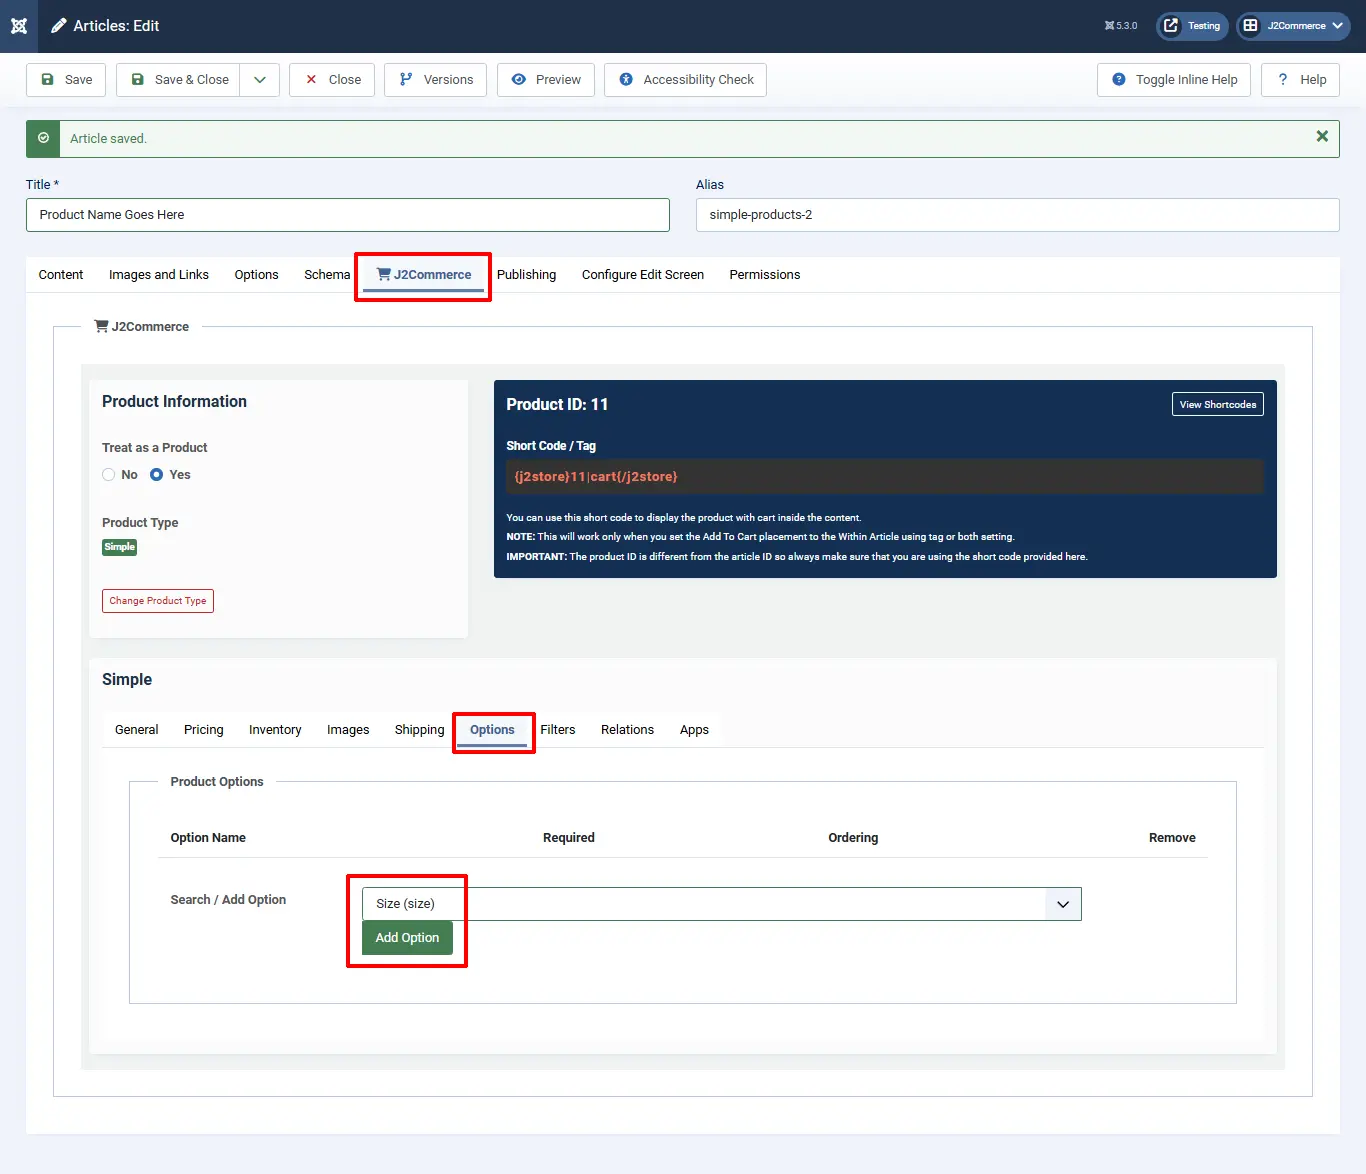 Articles: Edit
5.3.0
Testing
J2Commerce
Save
Save & Close
Close
Versions
Preview
Accessibility Check
Toggle Inline Help
? Help
Article saved.
Title *
Alias
Product Name Goes Here
simple-products-2
Content
Images and Links
Options
Schema
J2Commerce
Publishing
Configure Edit Screen
Permissions
J2Commerce
Product Information
Treat as a Product
No
Yes
Product Type
Simple
Change Product Type
Product ID: 11
View Shortcodes
Short Code / Tag
{j2store}11|cart{/j2store}
You can use this short code to display the product with cart inside the content.
NOTE: This will work only when you set the Add To Cart placement to the Within Article using tag or both setting.
IMPORTANT: The product ID is different from the article ID so always make sure that you are using the short code provided here.
Simple
General
Pricing
Inventory
Images
Shipping
Options
Filters
Relations
Apps
Product Options
Option Name
Required
Ordering
Remove
Search / Add Option
Size (size)
Add Option